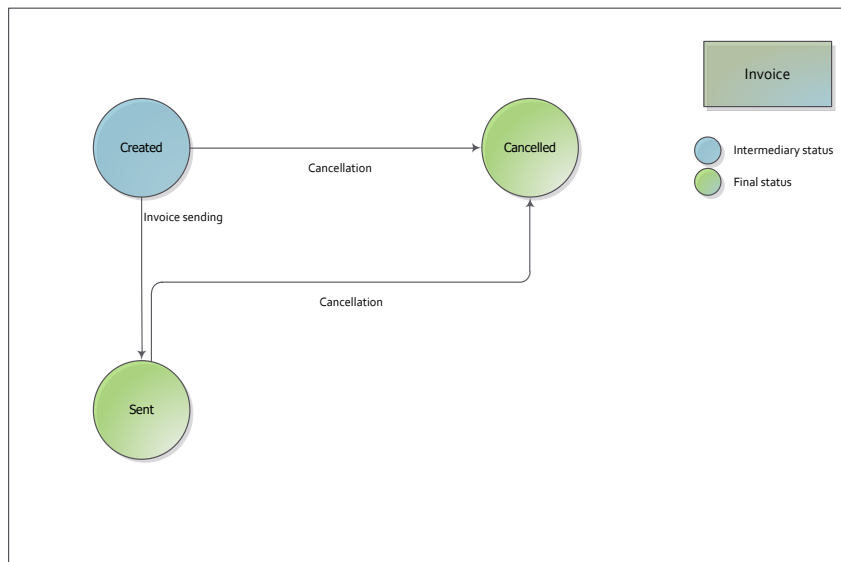 Invoice
Created
Cancelled
Intermediary status
Cancellation
Final status
Invoice sending
Cancellation
Sent